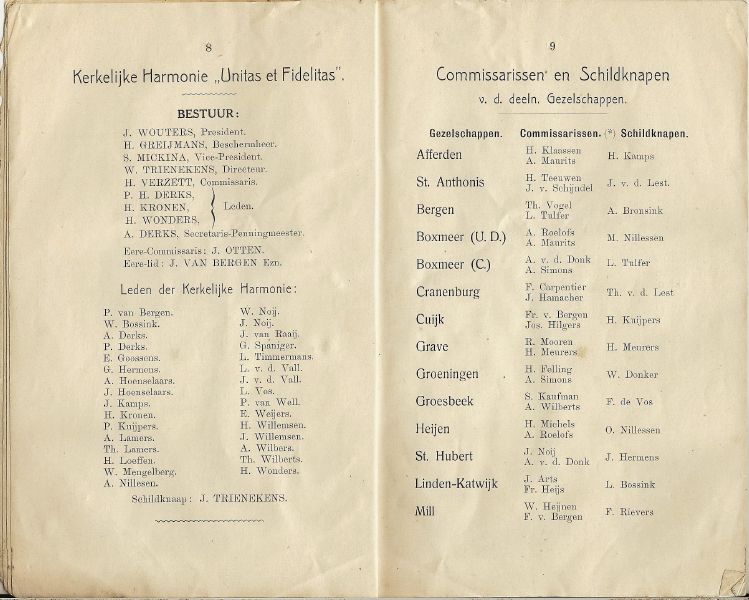 8
Kerkelijke Harmonie „Unitas et Fidelitas".
BESTUUR:
J. WOUTERS, President.
H. GREIJMANS, Beschermheer.
S. MICKINA, Vice-President.
W. TRIENEKENS, Directeur.
H. VERZETT, Commissaris.
P. H. DERKS,
H. KRONEN, Leden.
H. WONDERS,
A. DERKS, Secretaris-Penningmeester.
Eere-Commissaris: J. OTTEN.
Eere-lid: J. VAN BERGEN Ezn.
Leden der Kerkelijke Harmonie:
P. van Bergen.
W. Bossink.
A. Derks.
P. Derks.
E. Goossens.
G. Hermens.
A. Hoenselaars.
J. Hoenselaars.
J. Kamps.
H. Kronen.
P. Kuijpers.
A. Lamers.
Th. Lamers.
H. Loeffen.
W. Mengelberg.
A. Nillesen.
W. Noij.
J. Noij.
J. van Raaij.
G. Spaniger.
L. Timmermans.
L. v. d. Vall.
J. v. d. Vall.
L. Vos.
P. van Well.
E. Weijers.
H. Willemsen.
J. Willemsen.
A. Wilbers.
Th. Wilberts.
H. Wonders.
Schildknaap: J. TRIENEKENS.
9
Commissarissen en Schildknapen
v. d. deeln. Gezelschappen.
Gezelschappen. Commissarissen. (*) Schildknapen.
Afferden H. Klaassen A. Maurits H. Kamps
St. Anthonis H. Teeuwen J. v. Schijndel J. v. d. Lest.
Bergen Th. Vogel L. Tulfer A. Bronsink
Boxmeer (U. D.) A. Roelofs A. Maurits M. Nillessen
Boxmeer (C.) A. v. d. Donk A. Simons L. Tulfer
Cranenburg F. Carpentier J. Hamacher Th. v. d. Lest
Cuijk Fr. v. Bergen Jos. Hilgers H. Kuijpers
Grave R. Mooren H. Meurers H. Meurers
Groeningen H. Felling A. Simons W. Donker
Groesbeek S. Kaufman A. Wilberts F. de Vos
Heijen H. Michels A. Roelofs O. Nillessen
St. Hubert J. Noij A. v. d. Donk J. Hermens
Linden-Katwijk J. Arts Fr. Heijs L. Bossink
Mill W. Heijnen F. v. Bergen F. Rievers